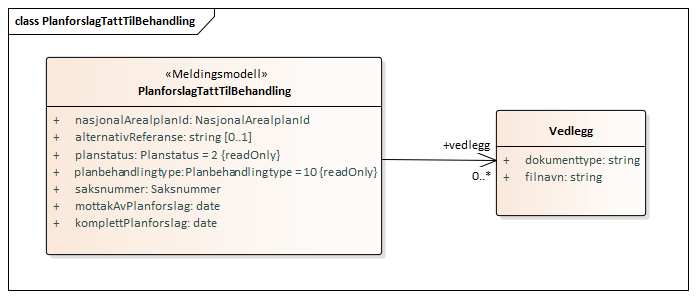 class PlanforslagTattTilBehandling
«Meldingsmodell»
PlanforslagTattTilBehandling
+ nasjonalArealplanId: NasjonalArealplanId
+ alternativReferanse: string [0..1]
+ planstatus: Planstatus = 2 {readOnly}
+ planbehandlingtype:Planbehandlingtype = 10 {readOnly}
+ saksnummer: Saksnummer
+ mottakAvPlanforslag: date
+ komplettPlanforslag: date
+vedlegg
0..*
Vedlegg
+ dokumenttype: string
+ filnavn: string